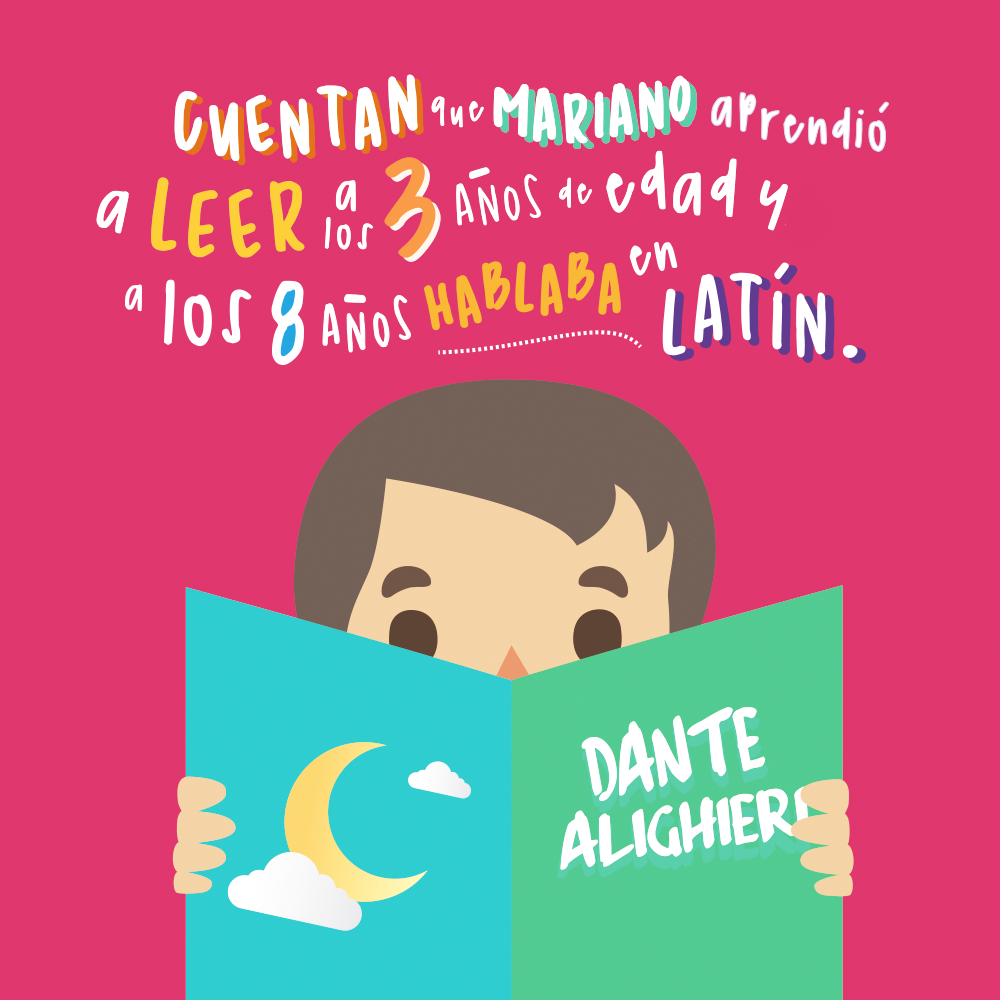 CUENTAN que MARIANO aprendió
a LEER a los 3 AÑOS de edad y
a los 8 AÑOS HABLABA en LATÍN.
DANTE
ALIGHIERI